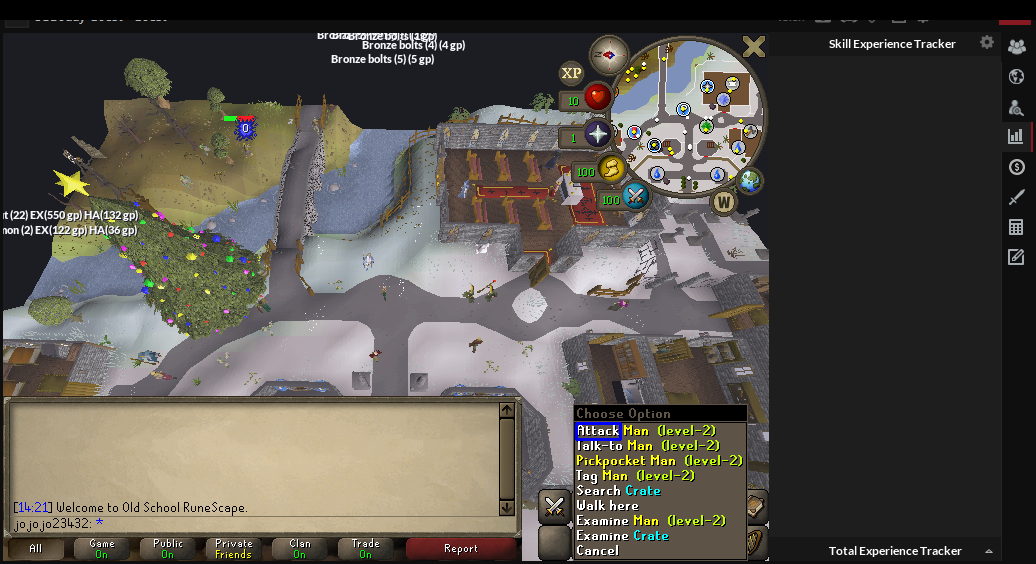 Bronze bolts (4) (4 gp)
Bronze bolts (5) (5 gp)
Skill Experience Tracker
XP
10
1
100
100
W
0
(22) EX(550 gp) HA(132 gp)
(2) EX(122 gp) HA(36 gp)
Choose Option
Attack Man (level-2)
Talk-to Man (level-2)
Pickpocket Man (level-2)
Tag Man (level-2)
Search Crate
Walk here
Examine Man (level-2)
Examine Crate
Cancel
[14:21] Welcome to Old School RuneScape.
jojojo23432: *
All
Game
On
Public
On
Private
Friends
Clan
On
Trade
On
Report
Total Experience Tracker